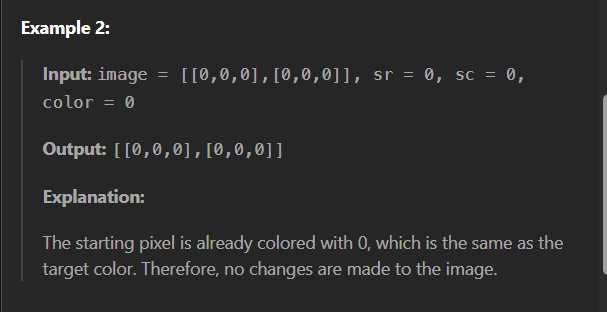 Example 2:
Input: image = [[0,0,0],[0,0,0]], sr = 0, sc = 0,
color = 0
Output: [[0,0,0],[0,0,0]]
Explanation:
The starting pixel is already colored with 0, which is the same as the
target color. Therefore, no changes are made to the image.